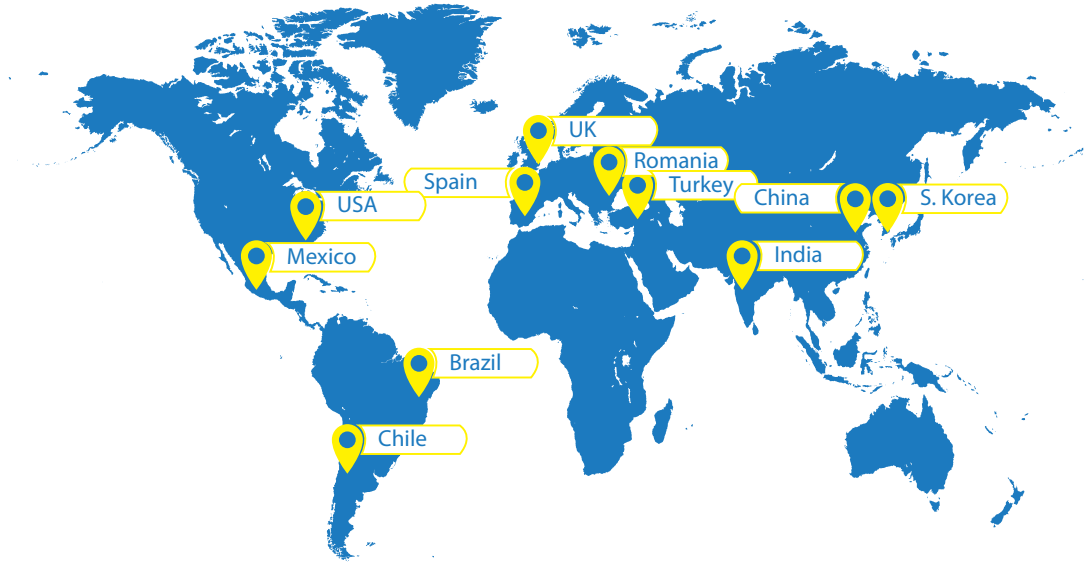 UK
Romania
Spain
Turkey
China
S. Korea
USA
Mexico
India
Brazil
Chile